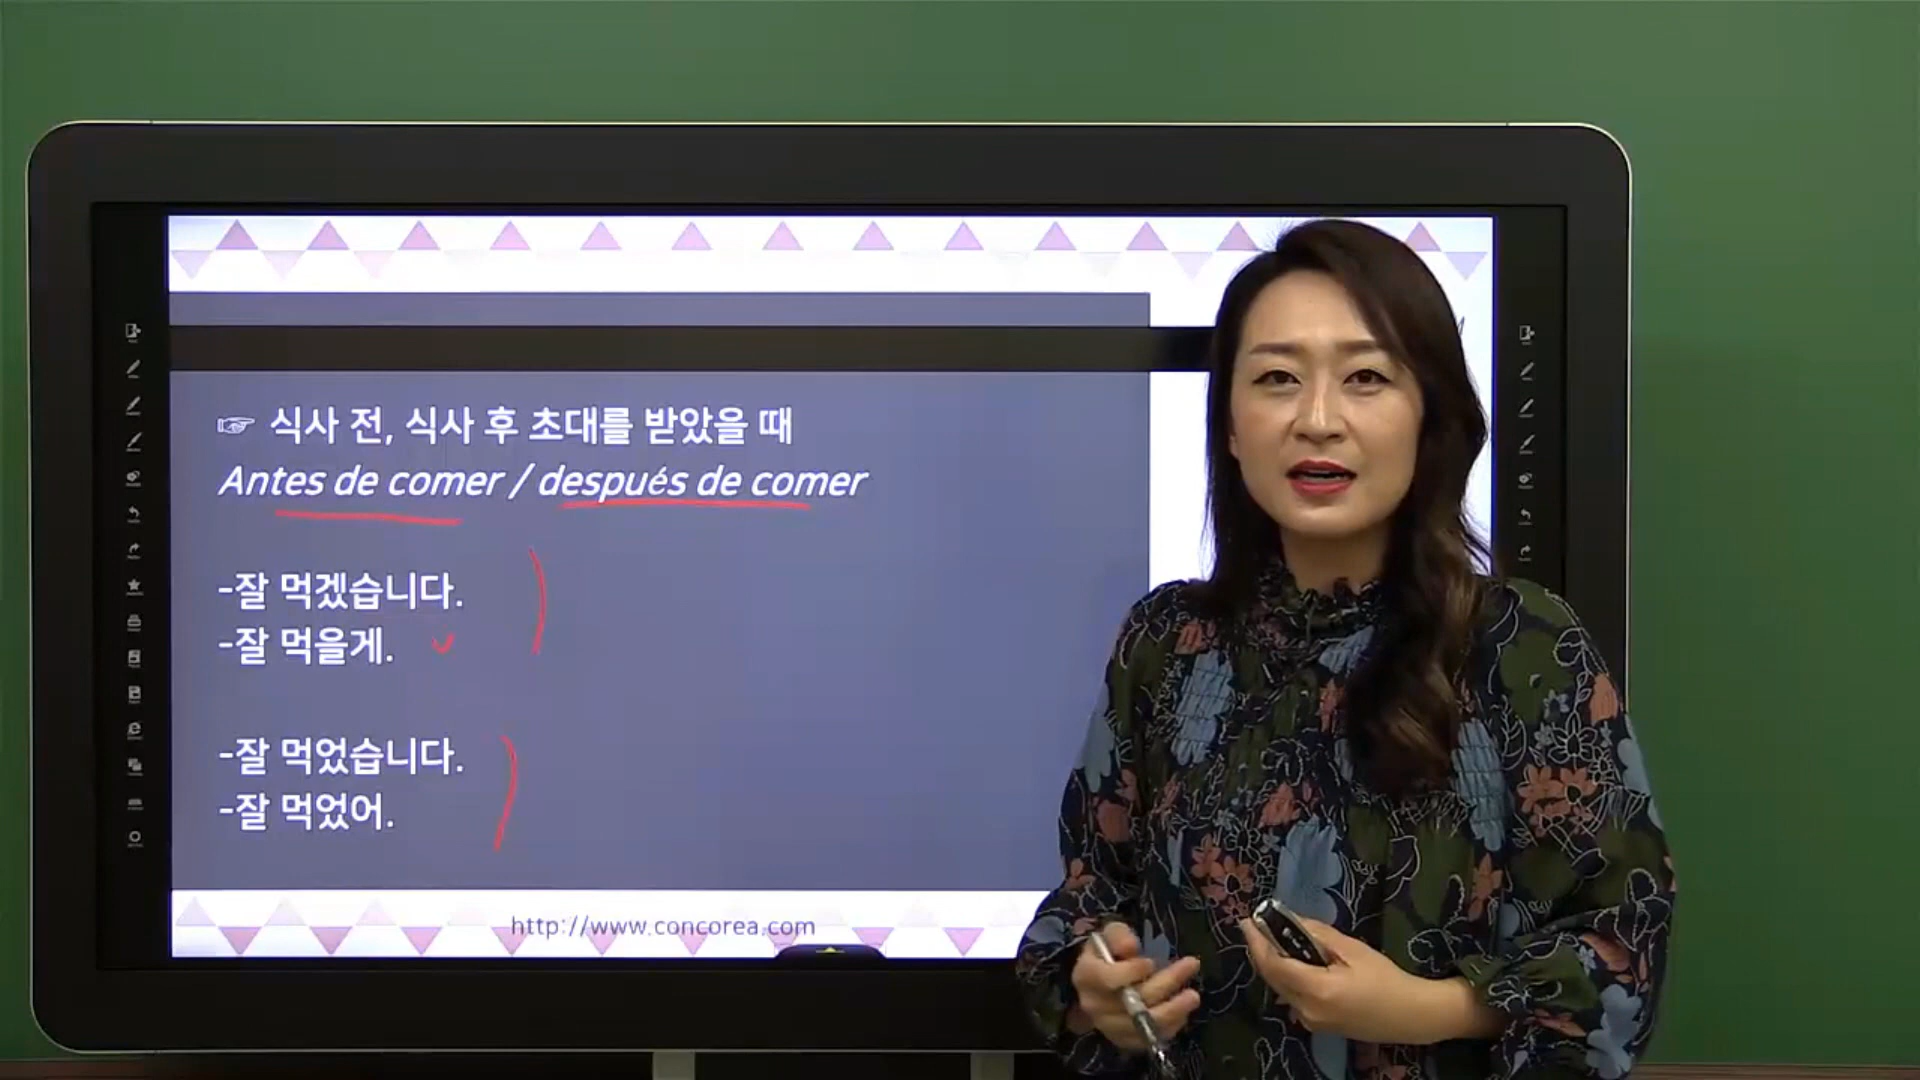 ☞ 식사 전, 식사 후 초대를 받았을 때
Antes de comer / después de comer
-잘 먹겠습니다.
-잘 먹을게.
-잘 먹었습니다.
-잘 먹었어.
http://www.concorea.com